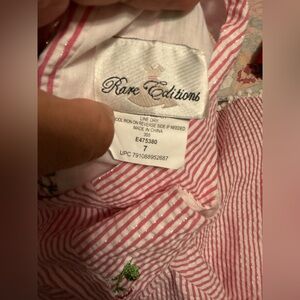 Rare Editions
LINE DRY
COOL IRON ON REVERSE SIDE IF NEEDED
MADE IN CHINA
E475380
7
UPC 791088952687